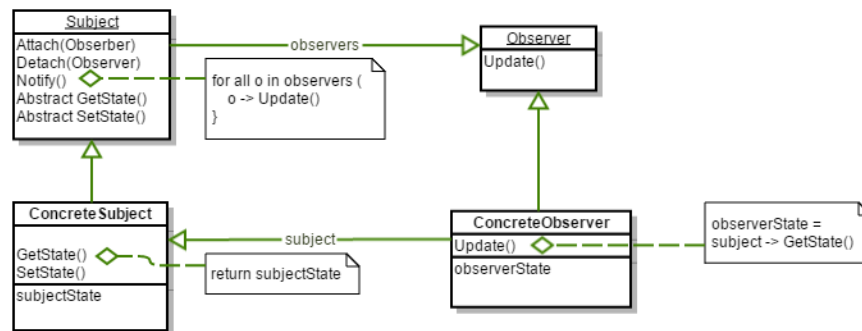 Subject
Attach(Obserber)
Detach(Observer)
Notify()
Abstract GetState()
Abstract SetState()
observers
for all o in observers (
o -> Update()
}
Observer
Update()
ConcreteSubject
GetState()
SetState()
subjectState
return subjectState
subject
ConcreteObserver
Update()
observerState
observerState =
subject -> GetState()